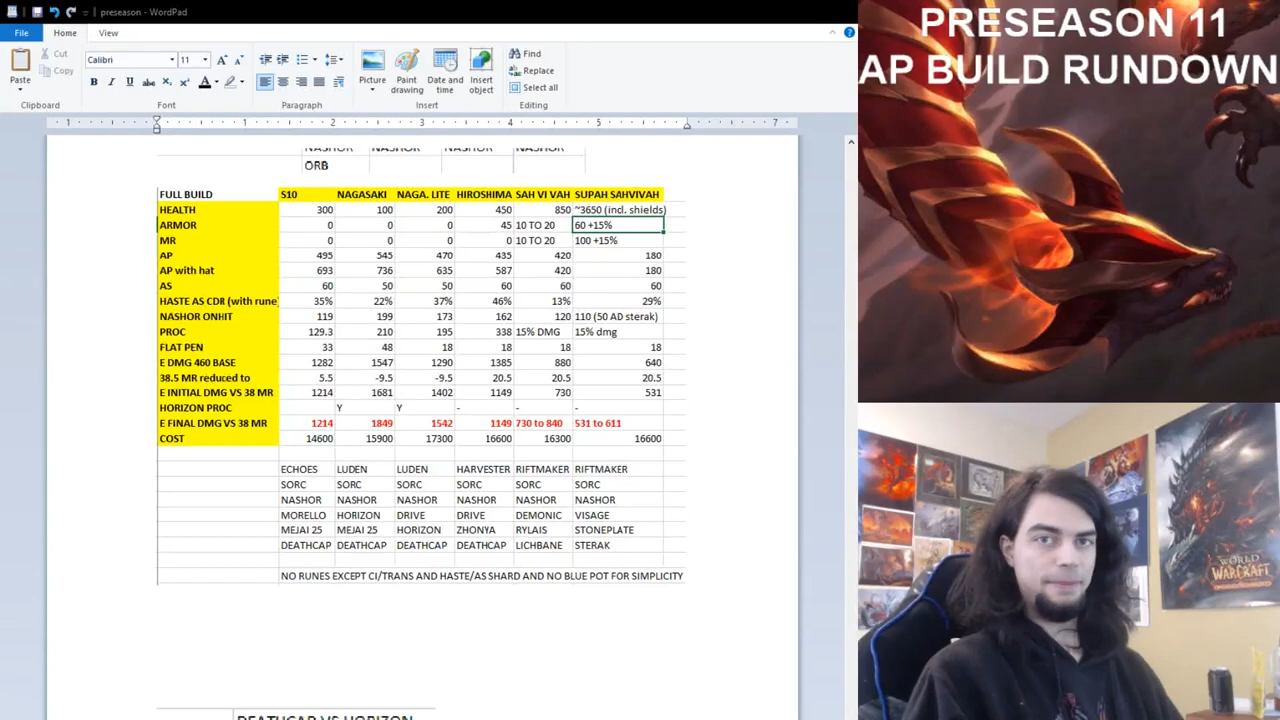 preseason - WordPad
File Home View
Paste
Cut
Copy
Clipboard
Calibri 11
Font
Paragraph
Picture
Paint drawing
Date and time
Insert object
Insert
Find
Replace
Select all
Editing
1 1 2 3 4 5 7
NASHOR NASHOR NASHOR NASHOR
ORB
FULL BUILD S10 NAGASAKI NAGA. LITE HIROSHIMA SAH VI VAH SUPAH SAHVIVAH
HEALTH 300 100 200 450 850 ~3650 (incl. shields)
ARMOR 0 0 0 45 10 TO 20 60 +15%
MR 0 0 0 0 10 TO 20 100 +15%
AP 495 545 470 435 420 180
AP with hat 693 736 635 587 420 180
AS 60 50 50 60 60 60
HASTE AS CDR (with rune) 35% 22% 37% 46% 13% 29%
NASHOR ONHIT 119 199 173 162 120 110 (50 AD sterak)
PROC 129.3 210 195 338 15% DMG 15% dmg
FLAT PEN 33 48 18 18 18 18
E DMG 460 BASE 1282 1547 1290 1385 880 640
38.5 MR reduced to 5.5 -9.5 -9.5 20.5 20.5 20.5
E INITIAL DMG VS 38 MR 1214 1681 1402 1149 730 531
HORIZON PROC Y Y - - -
E FINAL DMG VS 38 MR 1214 1849 1542 1149 730 to 840 531 to 611
COST 14600 15900 17300 16600 16300 16600
ECHOES LUDEN LUDEN HARVESTER RIFTMAKER RIFTMAKER
SORC SORC SORC SORC SORC SORC
NASHOR NASHOR NASHOR NASHOR NASHOR NASHOR
MORELLO HORIZON DRIVE DRIVE DEMONIC VISAGE
MEJAI 25 MEJAI 25 HORIZON ZHONYA RYLAIS STONEPLATE
DEATHCAP DEATHCAP DEATHCAP DEATHCAP LICHBANE STERAK
NO RUNES EXCEPT CI/TRANS AND HASTE/AS SHARD AND NO BLUE POT FOR SIMPLICITY
DEATHCAP VS HORIZON
PRESEASON 11
AP BUILD RUNDOWN
WORLD
WARCRAFT